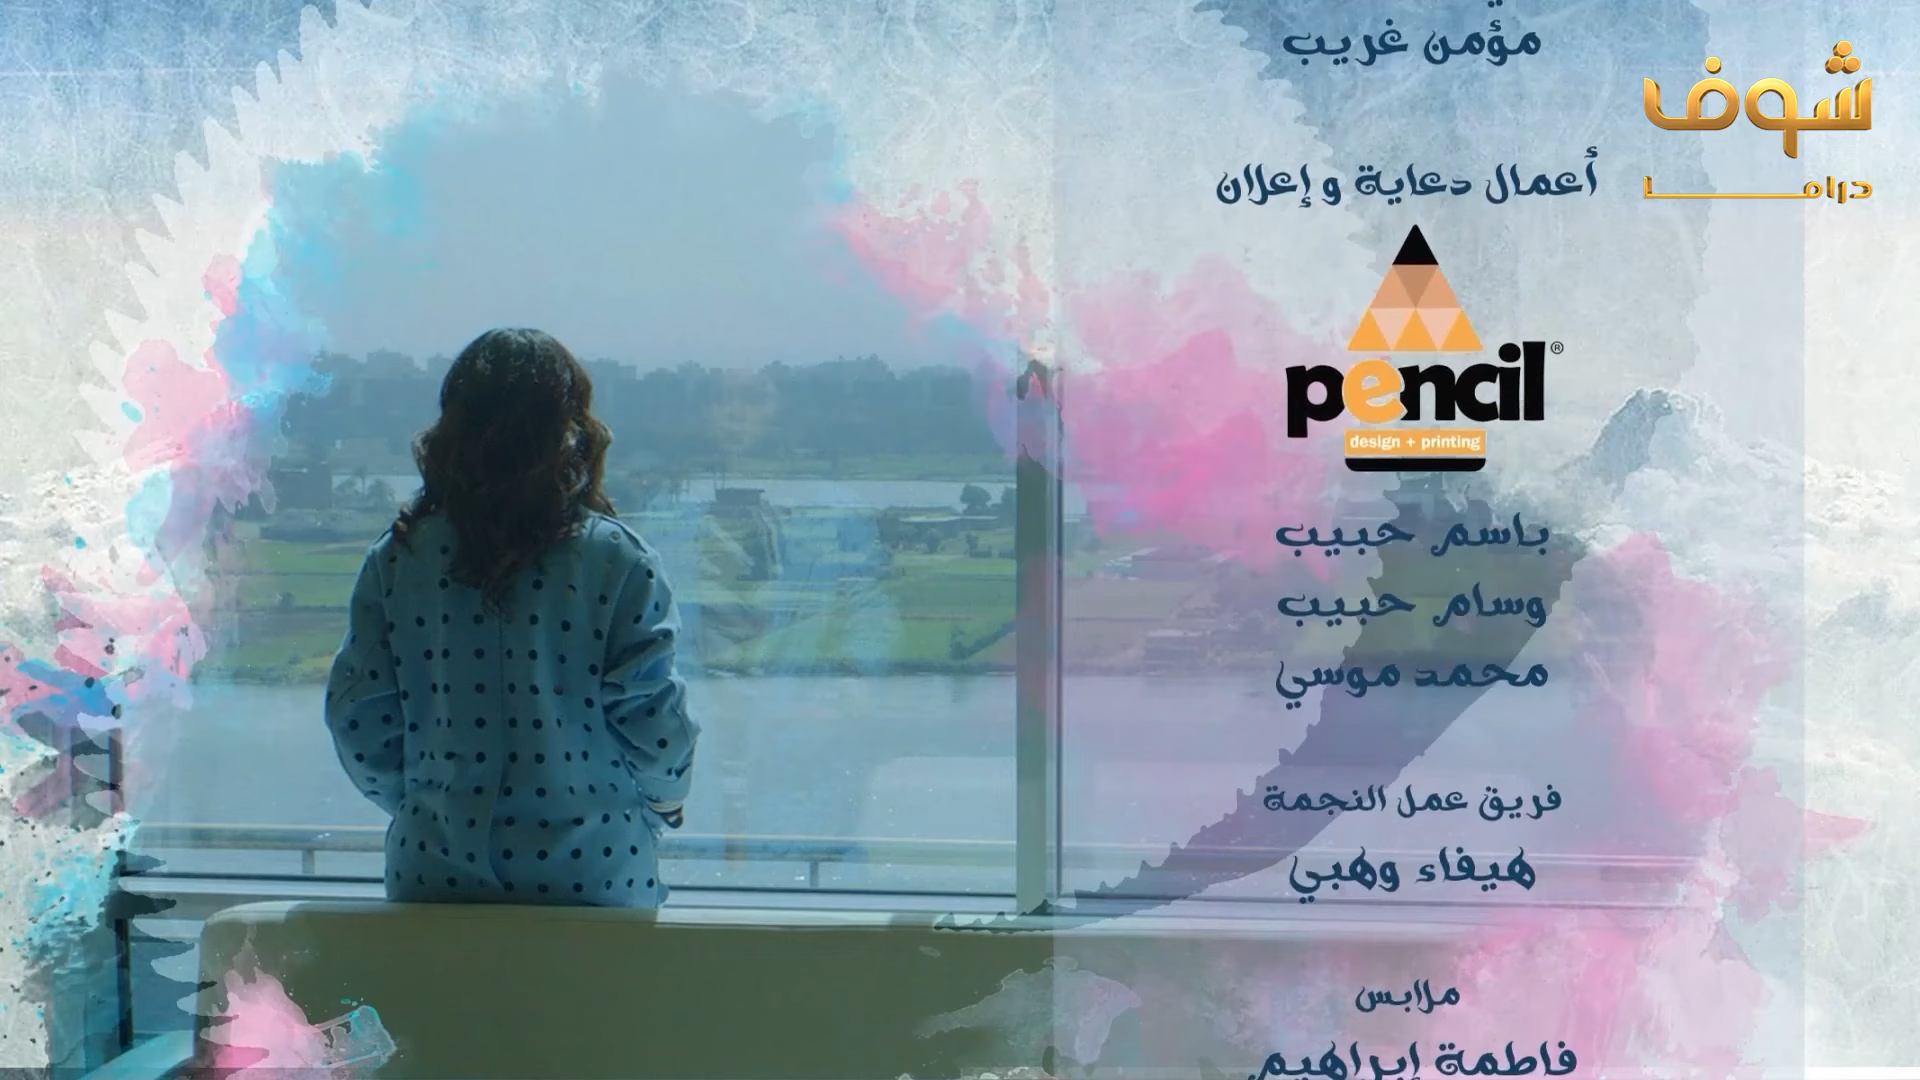 مؤمن غريب
شوف
دراما
أعمال دعاية و إعلان
pencil®
design + printing
باسم حبيب
وسام حبيب
محمد موسي
فريق عمل النجمة
هيفاء وهبي
ملابس
فاطمة إبراهيم